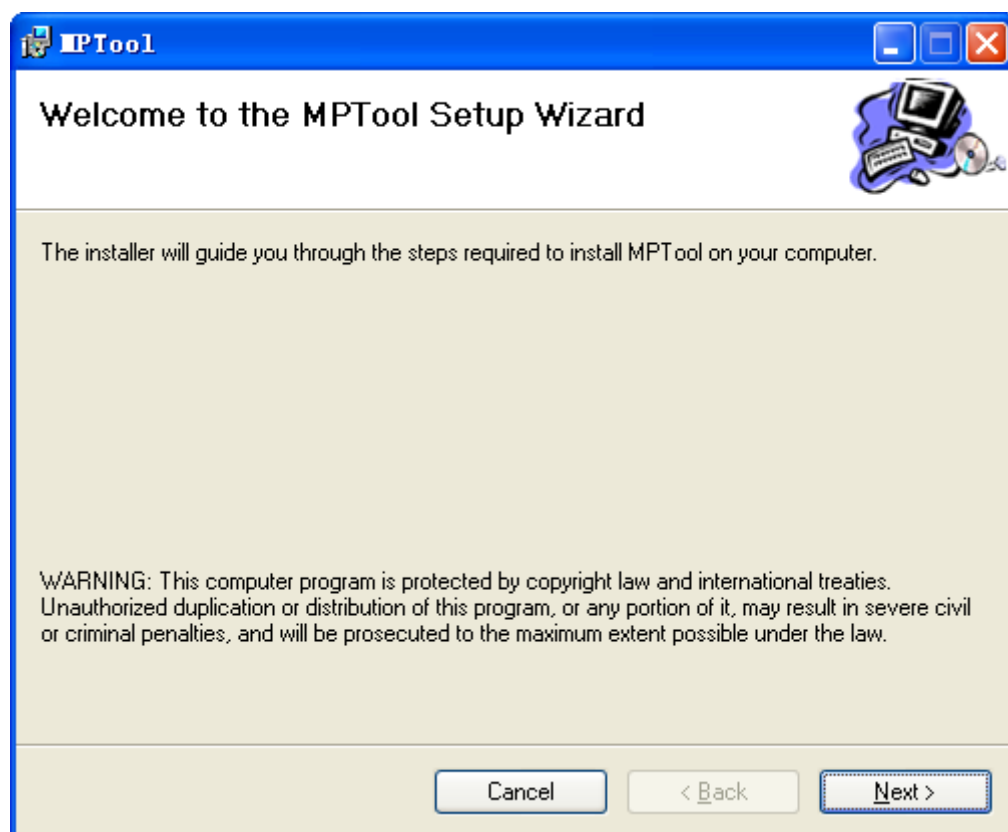 MPTool
Welcome to the MPTool Setup Wizard
The installer will guide you through the steps required to install MPTool on your computer.
WARNING: This computer program is protected by copyright law and international treaties.
Unauthorized duplication or distribution of this program, or any portion of it, may result in severe civil
or criminal penalties, and will be prosecuted to the maximum extent possible under the law.
Cancel < Back Next >